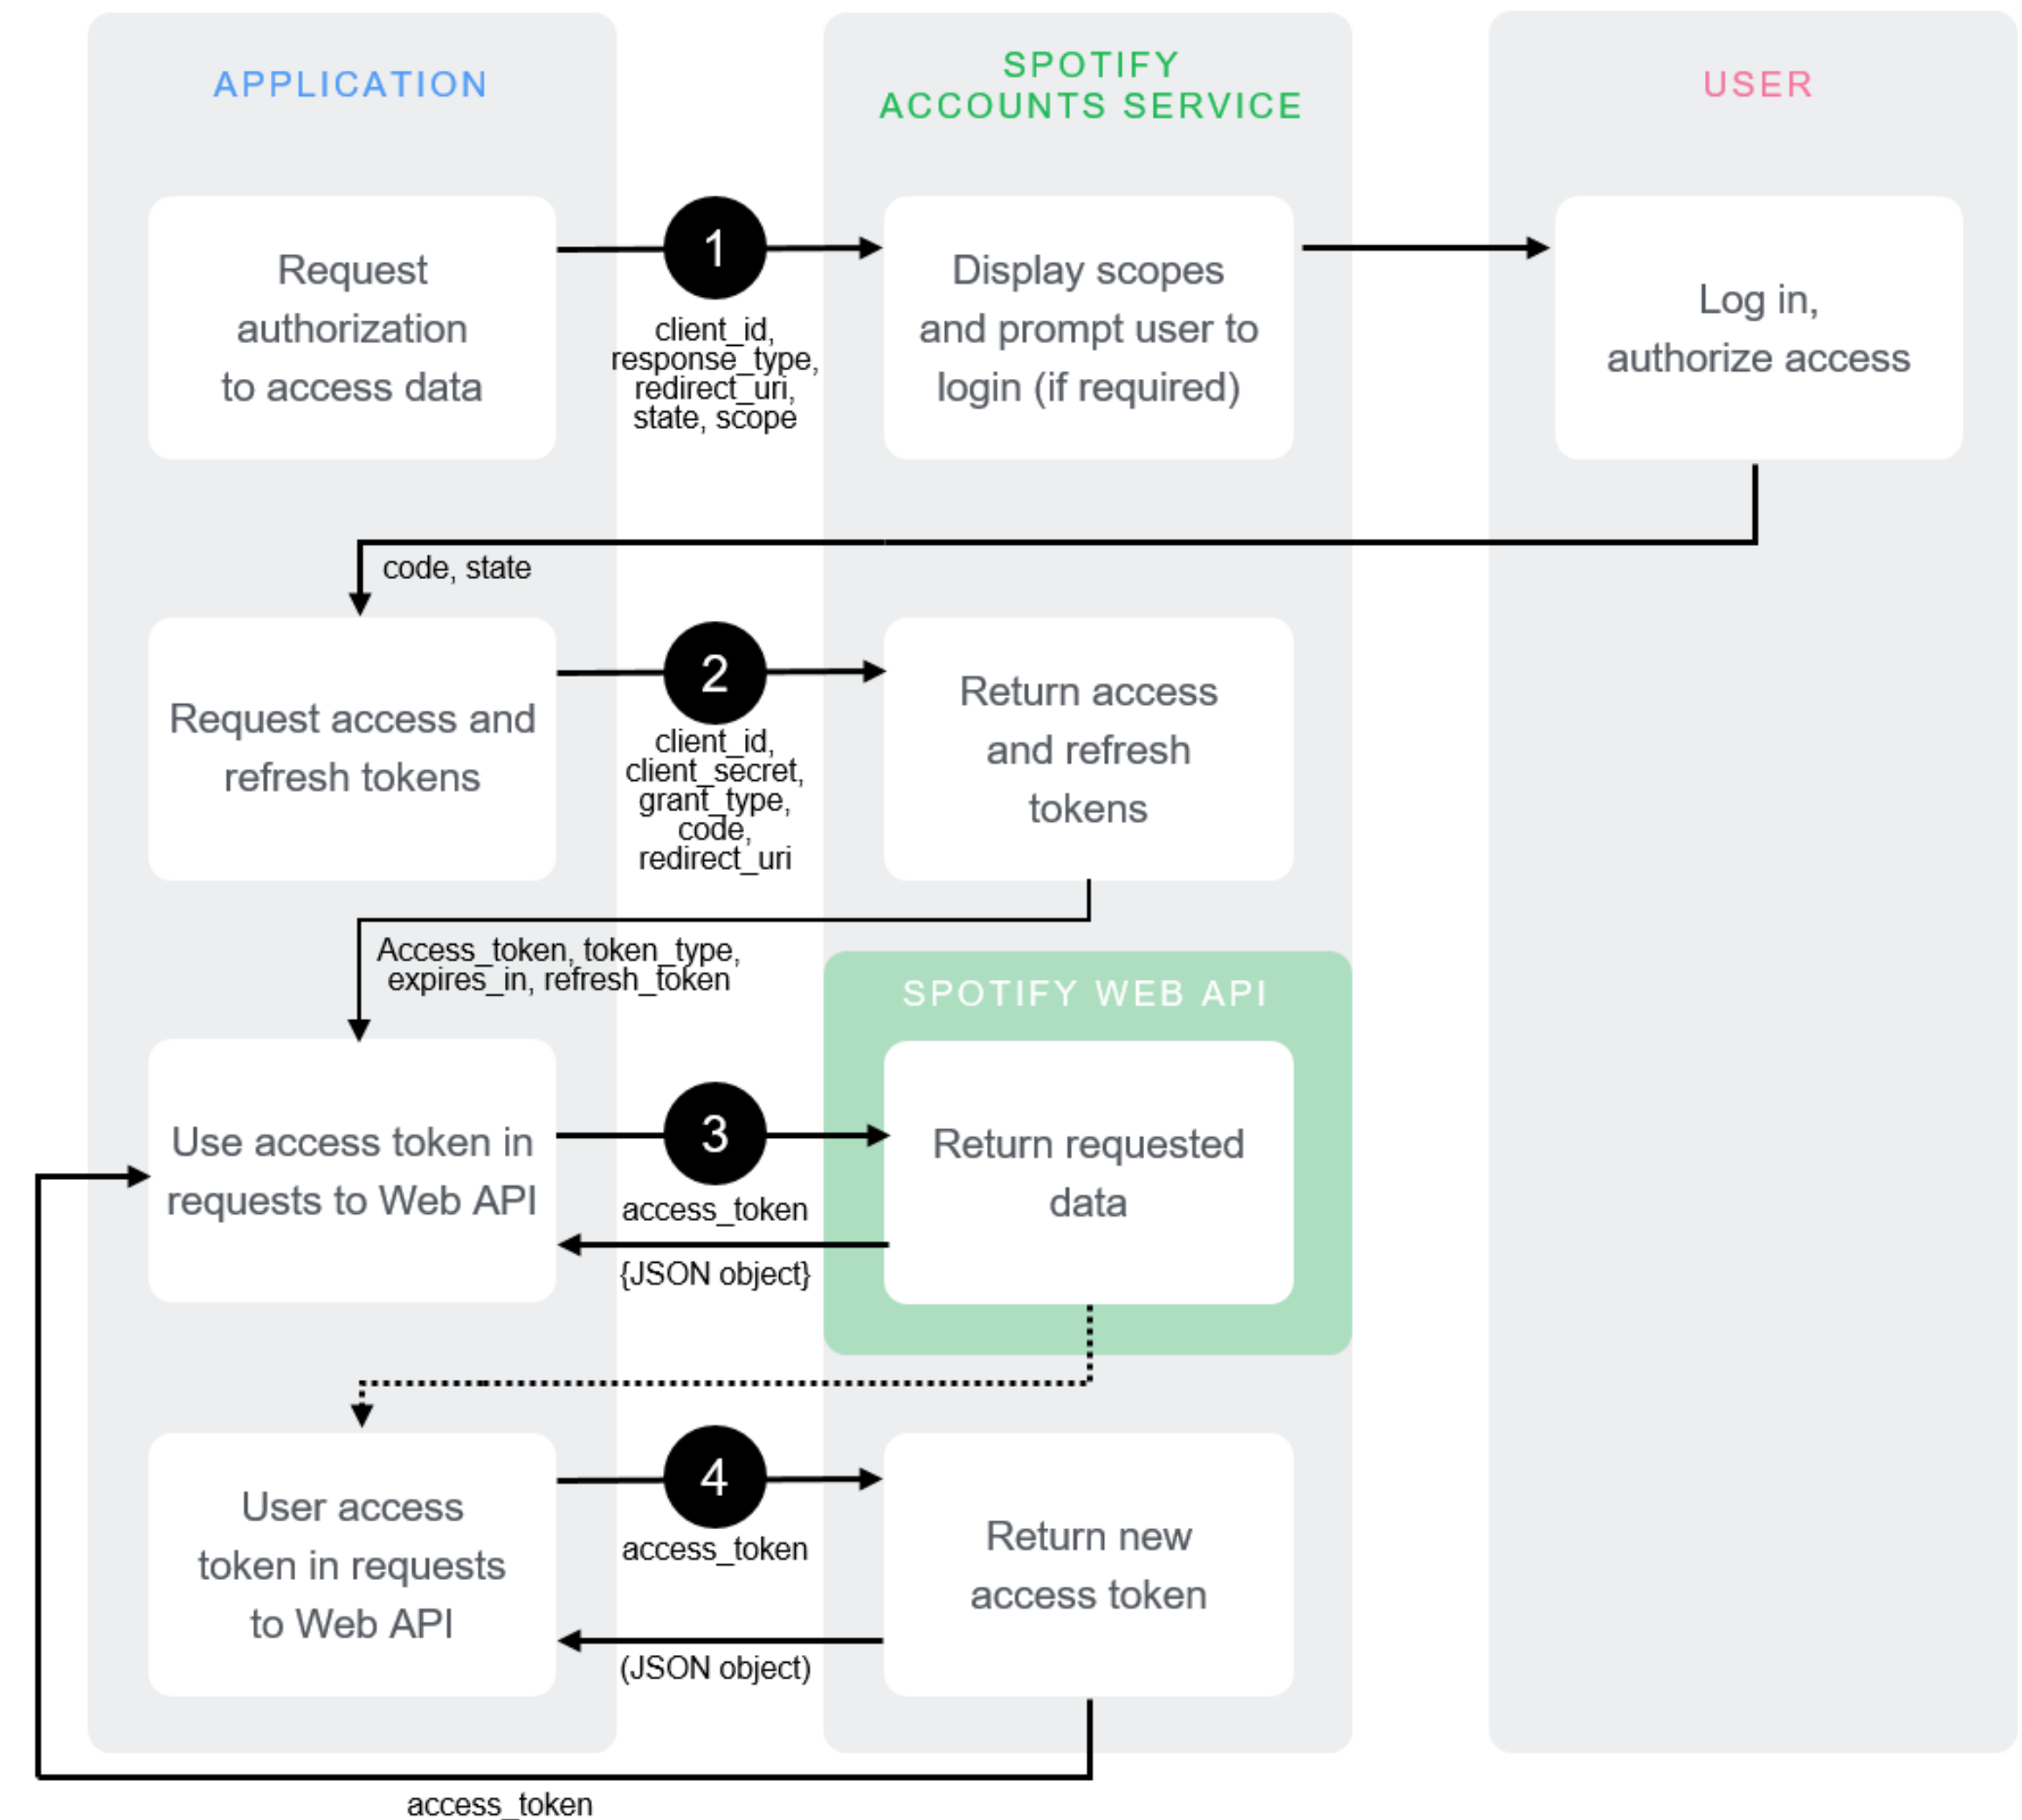 APPLICATION
SPOTIFY
ACCOUNTS SERVICE
USER
Request
authorization
to access data
1
client_id,
response_type,
redirect_uri,
state, scope
Display scopes
and prompt user to
login (if required)
Log in,
authorize access
code, state
Request access and
refresh tokens
2
client_id,
client_secret,
grant_type,
code,
redirect_uri
Return access
and refresh
tokens
Access_token, token_type,
expires_in, refresh_token
SPOTIFY WEB API
Use access token in
requests to Web API
3
access_token
{JSON object}
Return requested
data
User access
token in requests
to Web API
4
access_token
(JSON object)
Return new
access token
access_token